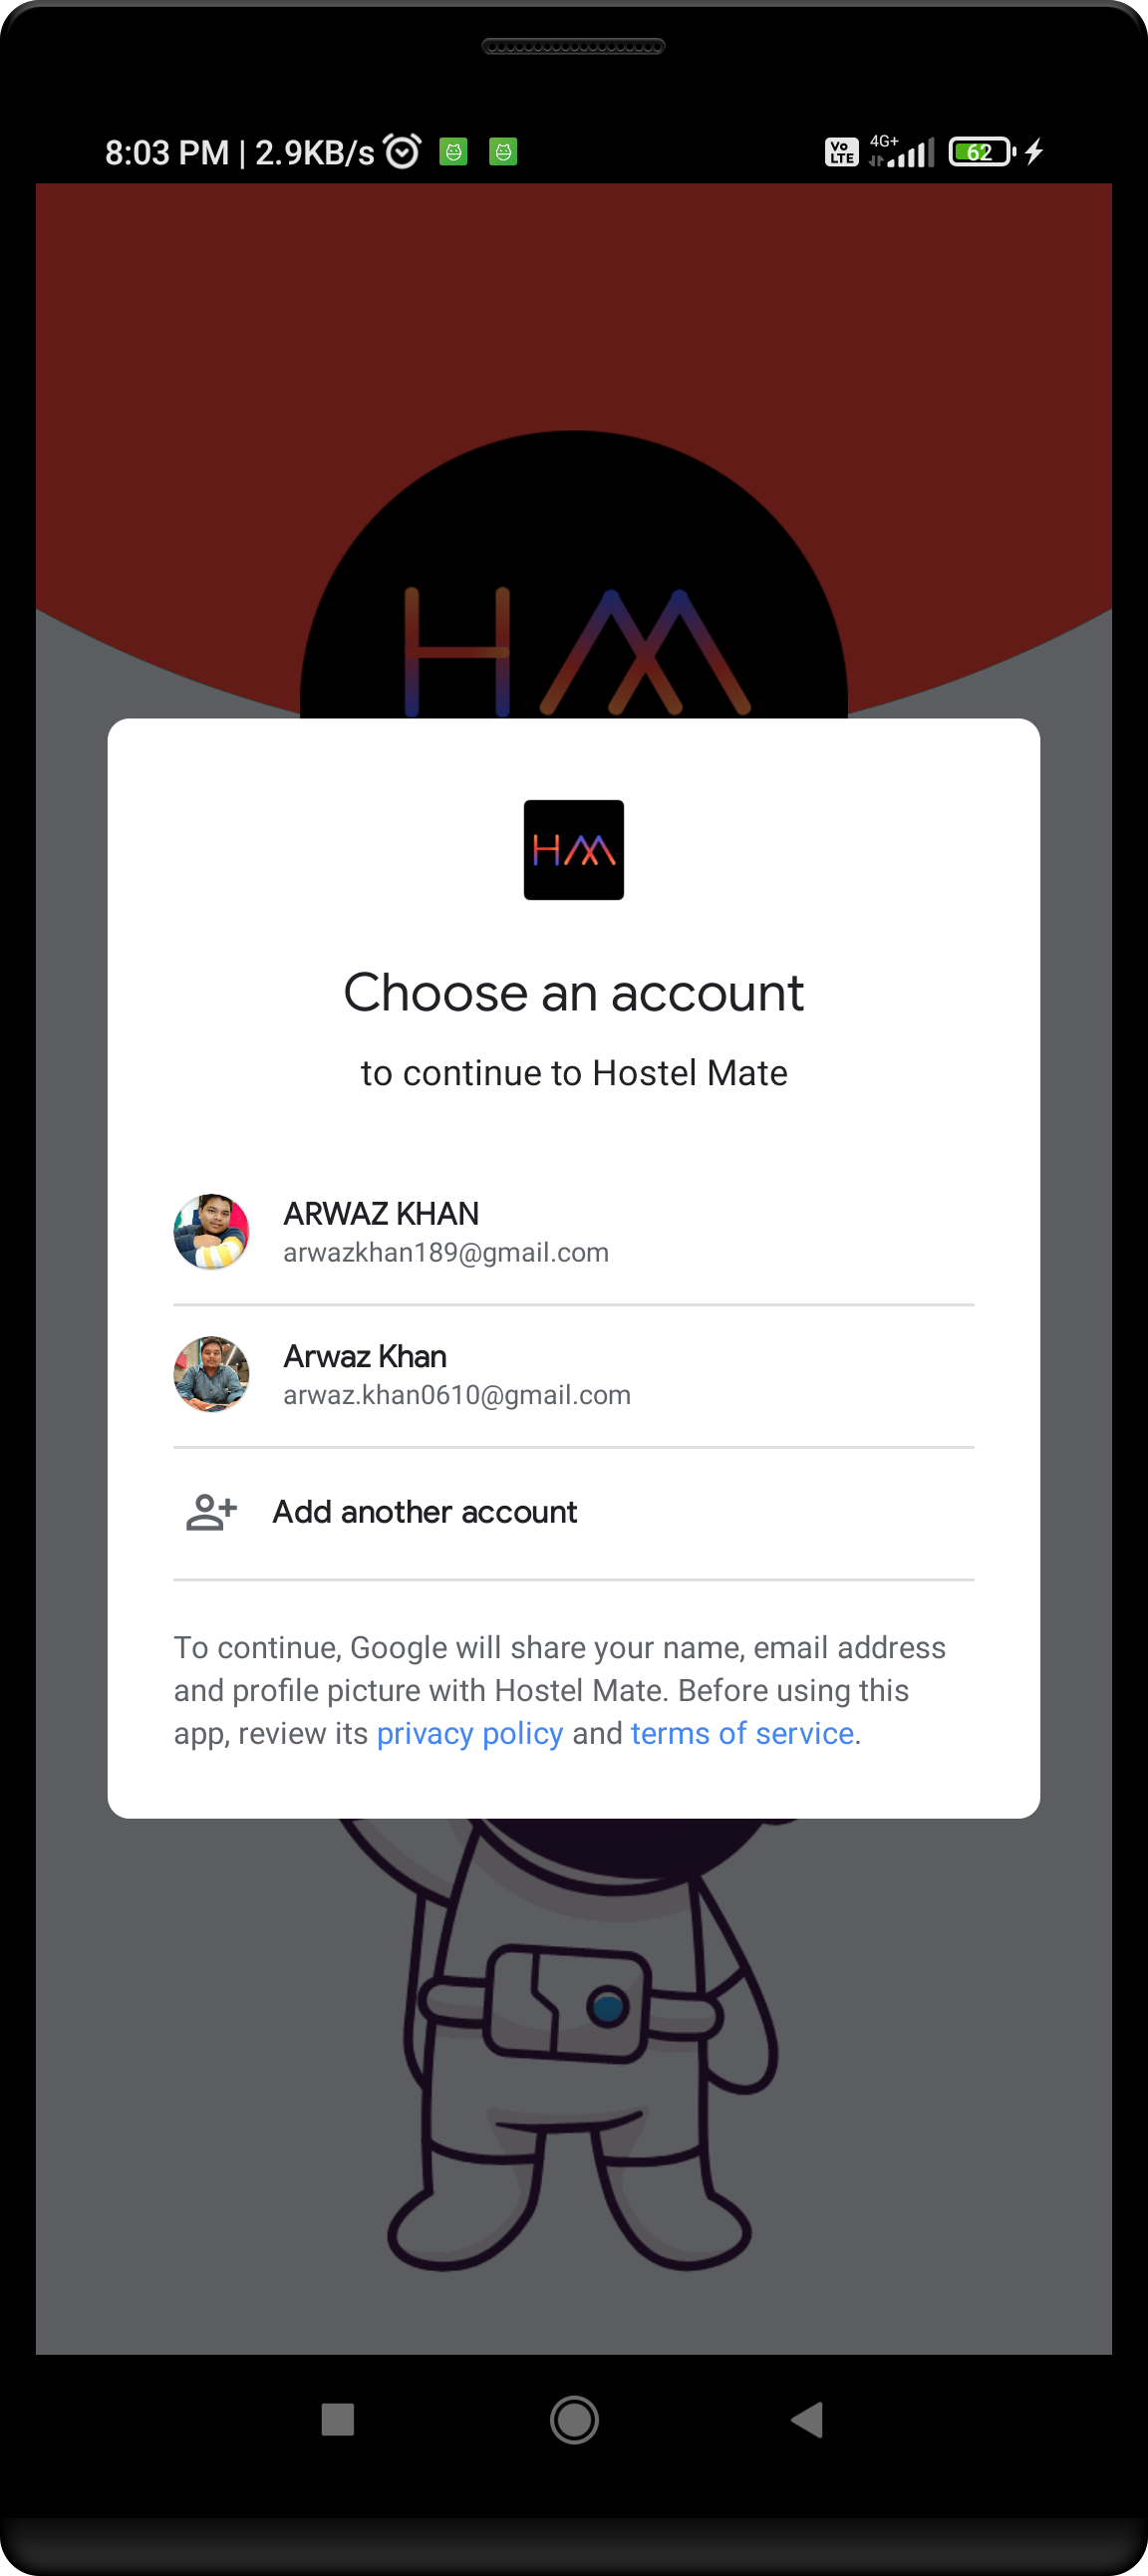 8:03 PM | 2.9KB/s Vo LTE 4G+ 62
HM
HM
Choose an account
to continue to Hostel Mate
ARWAZ KHAN
arwazkhan189@gmail.com
Arwaz Khan
arwaz.khan0610@gmail.com
Add another account
To continue, Google will share your name, email address
and profile picture with Hostel Mate. Before using this
app, review its privacy policy and terms of service.